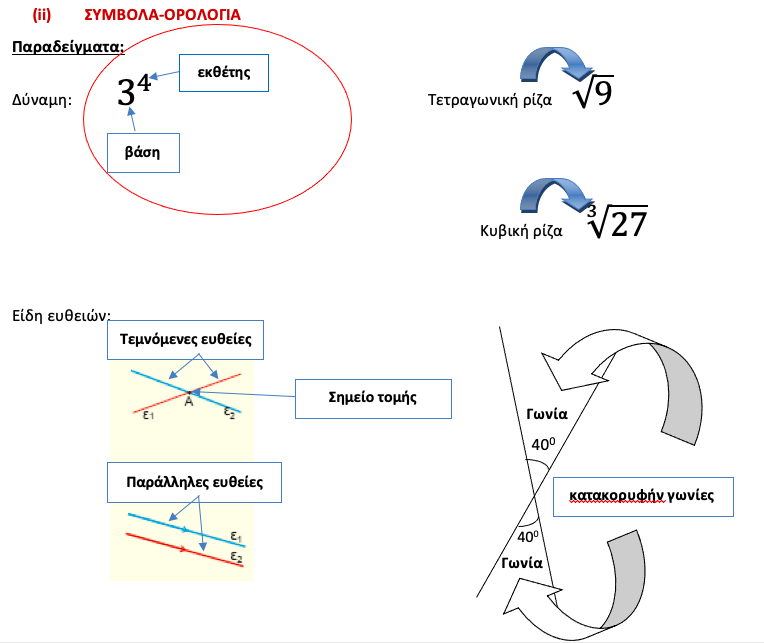 (ii) ΣΥΜΒΟΛΑ-ΟΡΟΛΟΓΙΑ
Παραδείγματα:
Δύναμη:
3⁴
εκθέτης
βάση
Τετραγωνική ρίζα √9
Κυβική ρίζα ∛27
Είδη ευθειών:
Τεμνόμενες ευθείες
Σημείο τομής
A
ε₁
ε₂
Παράλληλες ευθείες
ε₁
ε₂
Γωνία
40⁰
κατακορυφήν γωνίες
40⁰
Γωνία